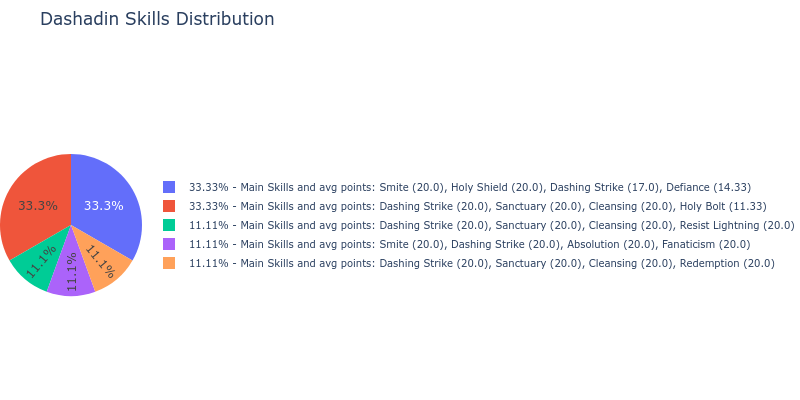 Dashadin Skills Distribution
33.3%
33.3%
11.1%
11.1%
11.1%
33.33% - Main Skills and avg points: Smite (20.0), Holy Shield (20.0), Dashing Strike (17.0), Defiance (14.33)
33.33% - Main Skills and avg points: Dashing Strike (20.0), Sanctuary (20.0), Cleansing (20.0), Holy Bolt (11.33)
11.11% - Main Skills and avg points: Dashing Strike (20.0), Sanctuary (20.0), Cleansing (20.0), Resist Lightning (20.0)
11.11% - Main Skills and avg points: Smite (20.0), Dashing Strike (20.0), Absolution (20.0), Fanaticism (20.0)
11.11% - Main Skills and avg points: Dashing Strike (20.0), Sanctuary (20.0), Cleansing (20.0), Redemption (20.0)